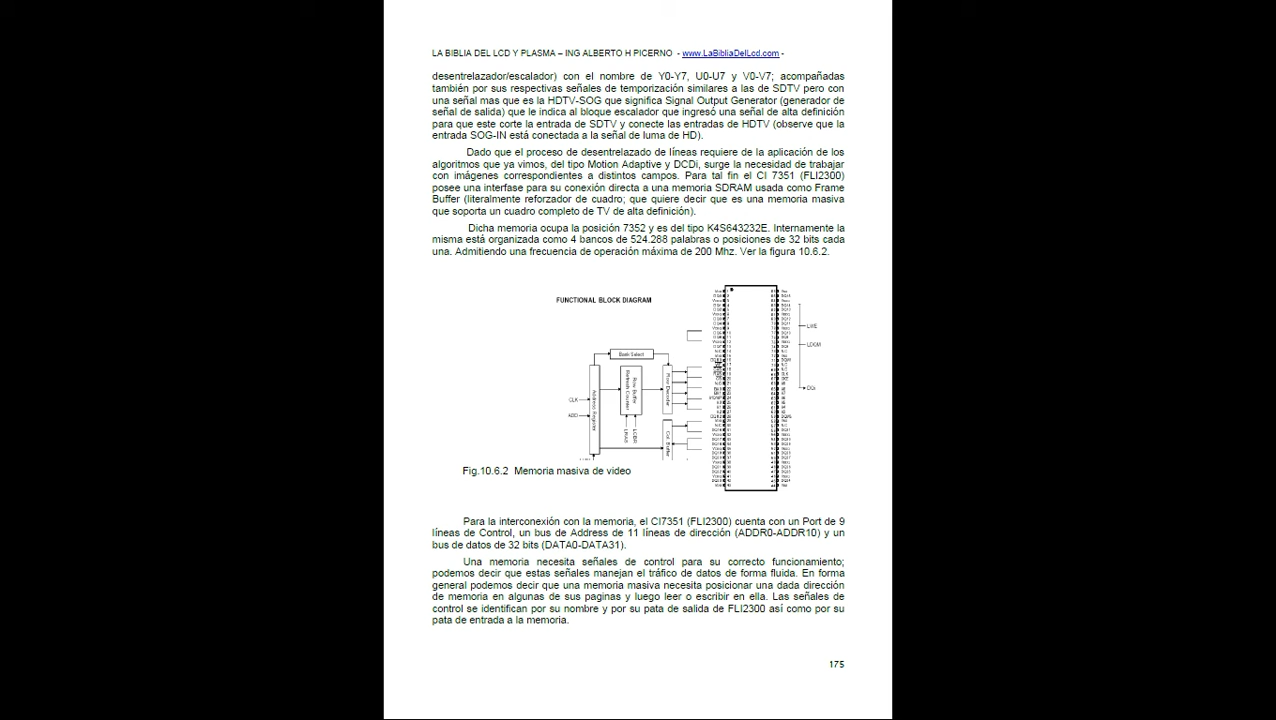 LA BIBLIA DEL LCD Y PLASMA – ING ALBERTO H PICERNO - www.LaBibliaDelLcd.com -
desentrelazador/escalador) con el nombre de Y0-Y7, U0-U7 y V0-V7; acompañadas
también por sus respectivas señales de temporización similares a las de SDTV pero con
una señal mas que es la HDTV-SOG que significa Signal Output Generator (generador de
señal de salida) que le indica al bloque escalador que ingresó una señal de alta definición
para que este corte la entrada de SDTV y conecte las entradas de HDTV (observe que la
entrada SOG-IN está conectada a la señal de luma de HD).
Dado que el proceso de desentrelazado de líneas requiere de la aplicación de los
algoritmos que ya vimos, del tipo Motion Adaptive y DCDi, surge la necesidad de trabajar
con imágenes correspondientes a distintos campos. Para tal fin el CI 7351 (FLI2300)
posee una interfase para su conexión directa a una memoria SDRAM usada como Frame
Buffer (literalmente reforzador de cuadro; que quiere decir que es una memoria masiva
que soporta un cuadro completo de TV de alta definición).
Dicha memoria ocupa la posición 7352 y es del tipo K4S643232E. Internamente la
misma está organizada como 4 bancos de 524.288 palabras o posiciones de 32 bits cada
una. Admitiendo una frecuencia de operación máxima de 200 Mhz. Ver la figura 10.6.2.
FUNCTIONAL BLOCK DIAGRAM
LWE
LDQM
Bank Select
DQi
CLK
ADD
Address Register
Refresh Counter
Row Buffer
Row Decoder
LRAS
LCBR
Col. Buffer
Fig.10.6.2 Memoria masiva de video
Para la interconexión con la memoria, el CI7351 (FLI2300) cuenta con un Port de 9
líneas de Control, un bus de Address de 11 líneas de dirección (ADDR0-ADDR10) y un
bus de datos de 32 bits (DATA0-DATA31).
Una memoria necesita señales de control para su correcto funcionamiento;
podemos decir que estas señales manejan el tráfico de datos de forma fluida. En forma
general podemos decir que una memoria masiva necesita posicionar una dada dirección
de memoria en algunas de sus paginas y luego leer o escribir en ella. Las señales de
control se identifican por su nombre y por su pata de salida de FLI2300 así como por su
pata de entrada a la memoria.
175